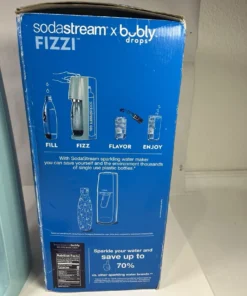 sodastream x bubly
drops
FIZZI
FILL
FIZZ
FLAVOR
ENJOY
With SodaStream sparkling water maker
you can save yourself and the environment thousands
of single use plastic bottles.
Sparkle your water and
save up to
70%